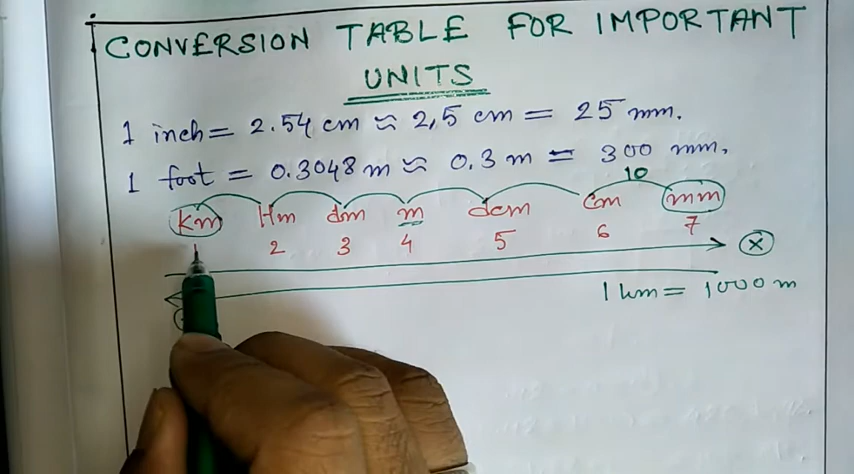 CONVERSION TABLE FOR IMPORTANT
UNITS
1 inch = 2.54 cm ≈ 2,5 cm = 25 mm.
1 foot = 0.3048 m ≈ 0.3 m = 300 mm,
10
Km Hm dm m dcm Cm mm
1 2 3 4 5 6 7
×
1 km = 1000 m